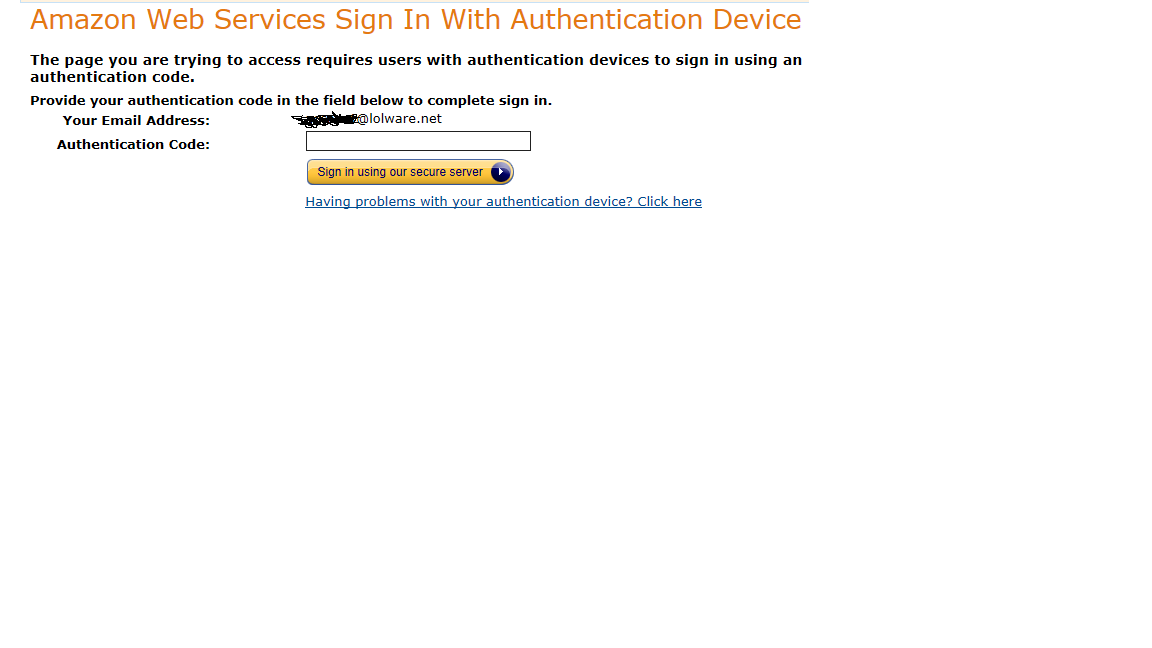 Amazon Web Services Sign In With Authentication Device
The page you are trying to access requires users with authentication devices to sign in using an
authentication code.
Provide your authentication code in the field below to complete sign in.
Your Email Address: @lolware.net
Authentication Code:
Sign in using our secure server
Having problems with your authentication device? Click here